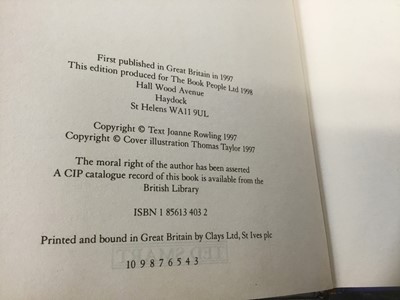 First published in Great Britain in 1997
This edition produced for The Book People Ltd 1998
Hall Wood Avenue
Haydock
St Helens WA11 9UL
Copyright © Text Joanne Rowling 1997
Copyright © Cover illustration Thomas Taylor 1997
The moral right of the author has been asserted
A CIP catalogue record of this book is available from the
British Library
ISBN 1 85613 403 2
Printed and bound in Great Britain by Clays Ltd, St Ives plc
10 9 8 7 6 5 4 3